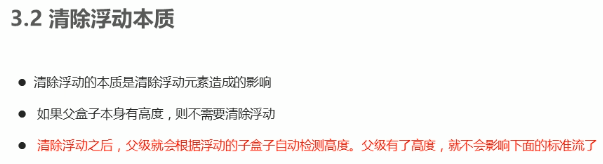 3.2 清除浮动本质
● 清除浮动的本质是清除浮动元素造成的影响
● 如果父盒子本身有高度，则不需要清除浮动
● 清除浮动之后，父级就会根据浮动的子盒子自动检测高度。父级有了高度，就不会影响下面的标准流了